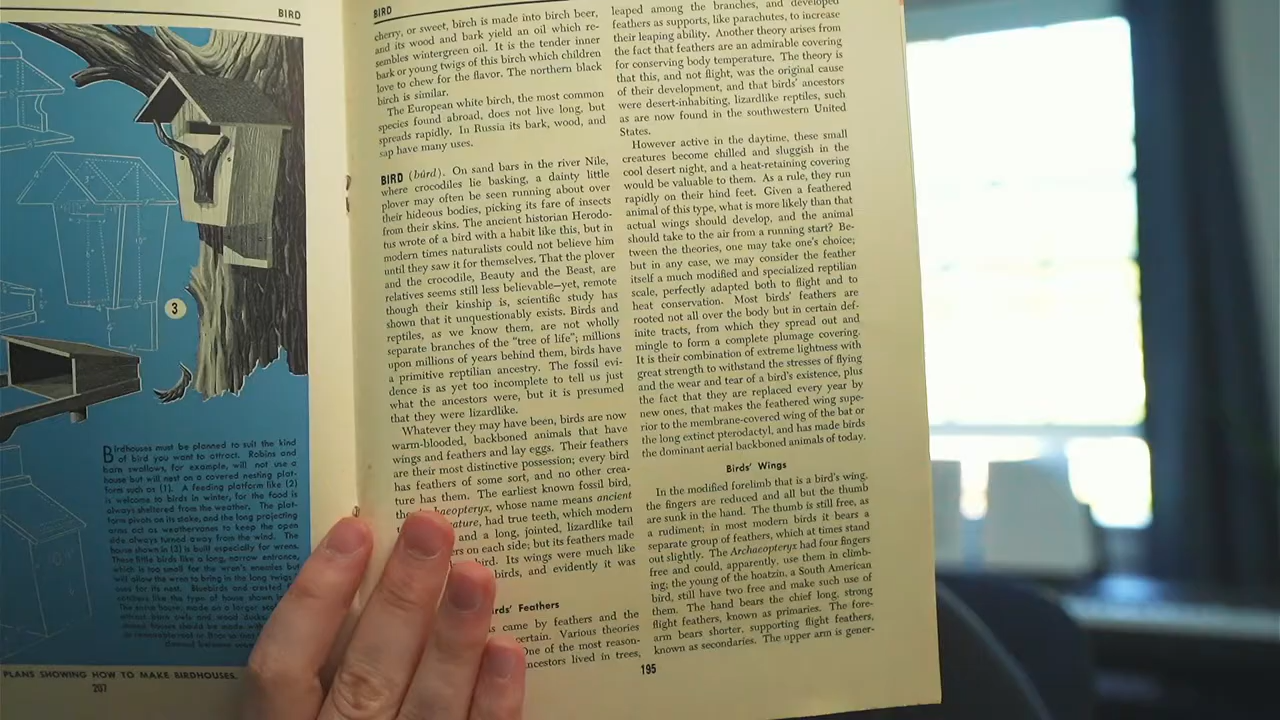 BIRD
3
Birdhouses must be planned to suit the kind
of bird you want to attract. Robins and
barn swallows, for example, will not use a
house but will nest on a covered nesting plat-
form such as (1). A feeding platform like (2)
is welcome to birds in winter, for the food is
always sheltered from the weather. The plat-
form pivots on its stake, and the long projecting
arms act as weathervanes to keep the open
side always turned away from the wind. The
house shown in (3) is built especially for wrens.
These little birds like a long, narrow entrance,
which is too small for the wren's enemies but
will allow the wren to bring in the long twigs
PLANS SHOWING HOW TO MAKE BIRDHOUSES.
207
BIRD
cherry, or sweet, birch is made into birch beer,
and its wood and bark yield an oil which re-
sembles wintergreen oil. It is the tender inner
bark or young twigs of this birch which children
love to chew for the flavor. The northern black
birch is similar.
The European white birch, the most common
species found abroad, does not live long, but
spreads rapidly. In Russia its bark, wood, and
sap have many uses.
BIRD (bûrd). On sand bars in the river Nile,
where crocodiles lie basking, a dainty little
plover may often be seen running about over
their hideous bodies, picking its fare of insects
from their skins. The ancient historian Herodo-
tus wrote of a bird with a habit like this, but in
modern times naturalists could not believe him
until they saw it for themselves. That the plover
and the crocodile, Beauty and the Beast, are
relatives seems still less believable—yet, remote
though their kinship is, scientific study has
shown that it unquestionably exists. Birds and
reptiles, as we know them, are not wholly
separate branches of the "tree of life"; millions
upon millions of years behind them, birds have
a primitive reptilian ancestry. The fossil evi-
dence is as yet too incomplete to tell us just
what the ancestors were, but it is presumed
that they were lizardlike.
Whatever they may have been, birds are now
warm-blooded, backboned animals that have
wings and feathers and lay eggs. Their feathers
are their most distinctive possession; every bird
has feathers of some sort, and no other crea-
ture has them. The earliest known fossil bird,
the haeopteryx, whose name means ancient
ature, had true teeth, which modern
and a long, jointed, lizardlike tail
rs on each side; but its feathers made
bird. Its wings were much like
birds, and evidently it was
rds' Feathers
s came by feathers and the
certain. Various theories
One of the most reason-
ncestors lived in trees,
leaped among the branches, and developed
feathers as supports, like parachutes, to increase
their leaping ability. Another theory arises from
the fact that feathers are an admirable covering
for conserving body temperature. The theory is
that this, and not flight, was the original cause
of their development, and that birds' ancestors
were desert-inhabiting, lizardlike reptiles, such
as are now found in the southwestern United
States.
However active in the daytime, these small
creatures become chilled and sluggish in the
cool desert night, and a heat-retaining covering
would be valuable to them. As a rule, they run
rapidly on their hind feet. Given a feathered
animal of this type, what is more likely than that
actual wings should develop, and the animal
should take to the air from a running start? Be-
tween the theories, one may take one's choice;
but in any case, we may consider the feather
itself a much modified and specialized reptilian
scale, perfectly adapted both to flight and to
heat conservation. Most birds' feathers are
rooted not all over the body but in certain def-
inite tracts, from which they spread out and
mingle to form a complete plumage covering.
It is their combination of extreme lightness with
great strength to withstand the stresses of flying
and the wear and tear of a bird's existence, plus
the fact that they are replaced every year by
new ones, that makes the feathered wing supe-
rior to the membrane-covered wing of the bat or
the long extinct pterodactyl, and has made birds
the dominant aerial backboned animals of today.
Birds' Wings
In the modified forelimb that is a bird's wing,
the fingers are reduced and all but the thumb
are sunk in the hand. The thumb is still free, as
a rudiment; in most modern birds it bears a
separate group of feathers, which at times stand
out slightly. The Archaeopteryx had four fingers
free and could, apparently, use them in climb-
ing; the young of the hoatzin, a South American
bird, still have two free and make such use of
them. The hand bears the chief long, strong
flight feathers, known as primaries. The fore-
arm bears shorter, supporting flight feathers,
known as secondaries. The upper arm is gener-
195